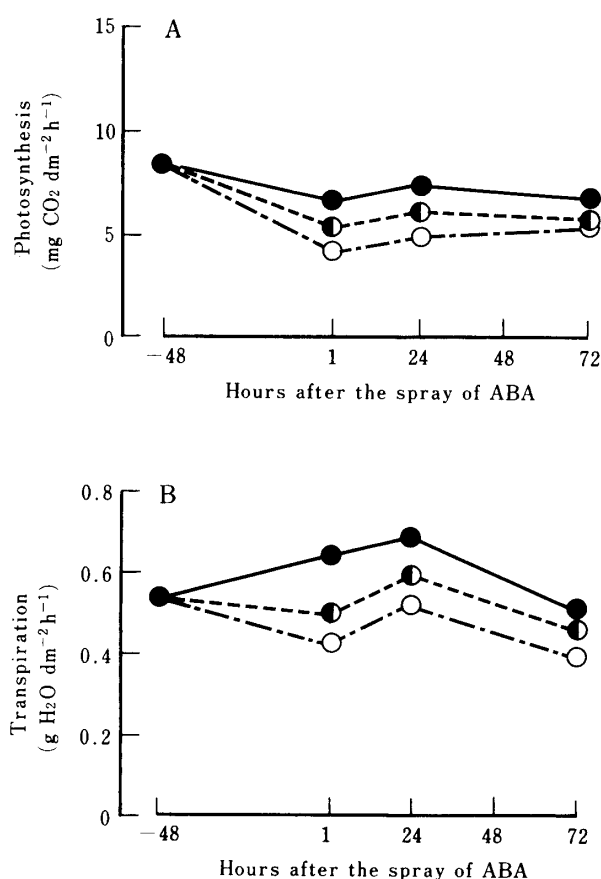 A
15
10
5
0
Photosynthesis
(mg CO₂ dm⁻²h⁻¹)
−48 1 24 48 72
Hours after the spray of ABA
B
0.8
0.6
0.4
0.2
0
Transpiration
(g H₂O dm⁻²h⁻¹)
−48 1 24 48 72
Hours after the spray of ABA